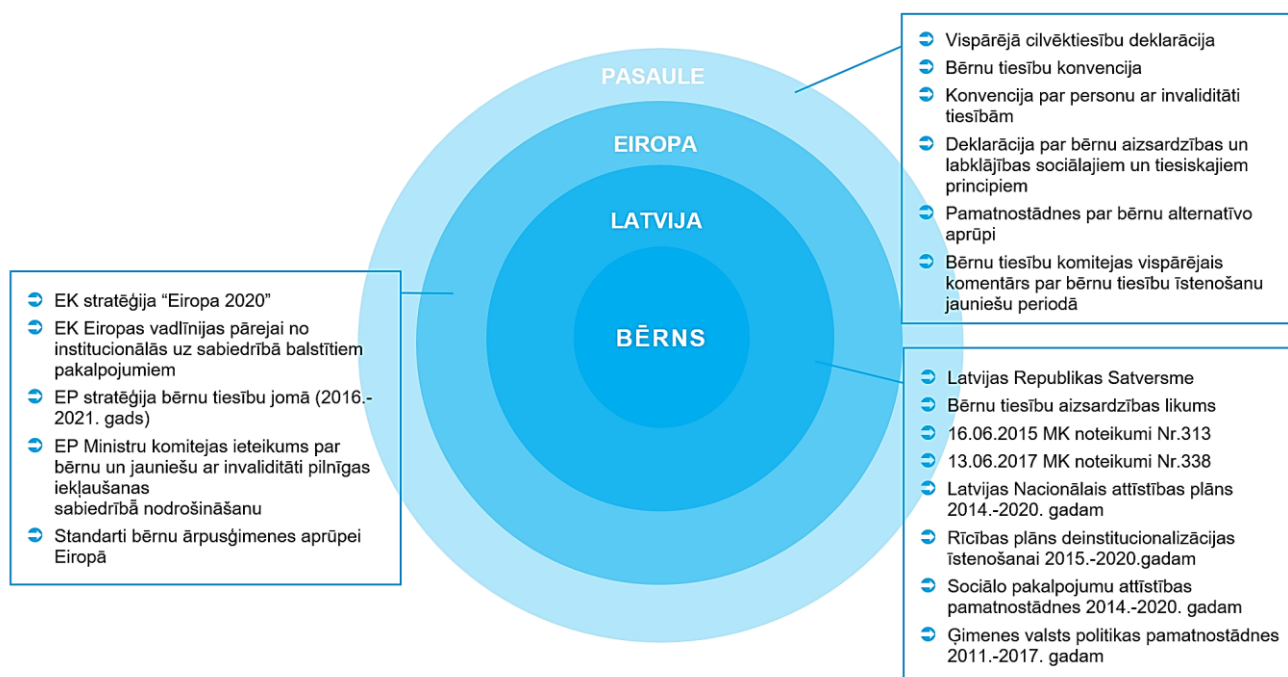 PASAULE
EIROPA
LATVIJA
BĒRNS
Vispārējā cilvēktiesību deklarācija
Bērnu tiesību konvencija
Konvencija par personu ar invaliditāti
tiesībām
Deklarācija par bērnu aizsardzības un
labklājības sociālajiem un tiesiskajiem
principiem
Pamatnostādnes par bērnu alternatīvo
aprūpi
Bērnu tiesību komitejas vispārējais
komentārs par bērnu tiesību īstenošanu
jauniešu periodā
EK stratēģija “Eiropa 2020”
EK Eiropas vadlīnijas pārejai no
institucionālās uz sabiedrībā balstītiem
pakalpojumiem
EP stratēģija bērnu tiesību jomā (2016.-
2021. gads)
EP Ministru komitejas ieteikums par
bērnu un jauniešu ar invaliditāti pilnīgas
iekļaušanas
sabiedrībā nodrošināšanu
Standarti bērnu ārpusģimenes aprūpei
Eiropā
Latvijas Republikas Satversme
Bērnu tiesību aizsardzības likums
16.06.2015 MK noteikumi Nr.313
13.06.2017 MK noteikumi Nr.338
Latvijas Nacionālais attīstības plāns
2014.-2020. gadam
Rīcības plāns deinstitucionalizācijas
īstenošanai 2015.-2020.gadam
Sociālo pakalpojumu attīstības
pamatnostādnes 2014.-2020. gadam
Ģimenes valsts politikas pamatnostādnes
2011.-2017. gadam